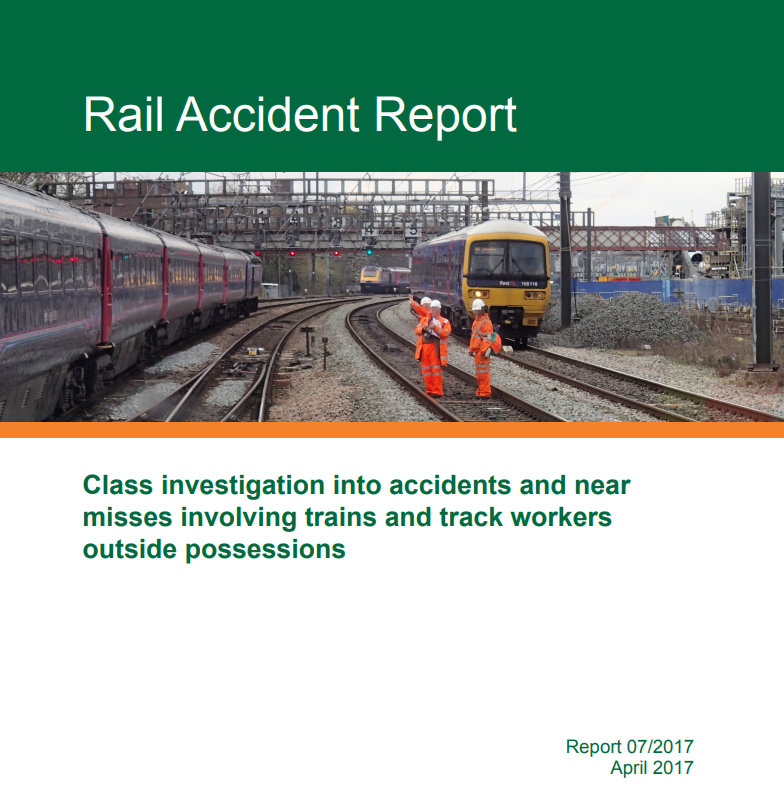 Rail Accident Report
Class investigation into accidents and near
misses involving trains and track workers
outside possessions
Report 07/2017
April 2017